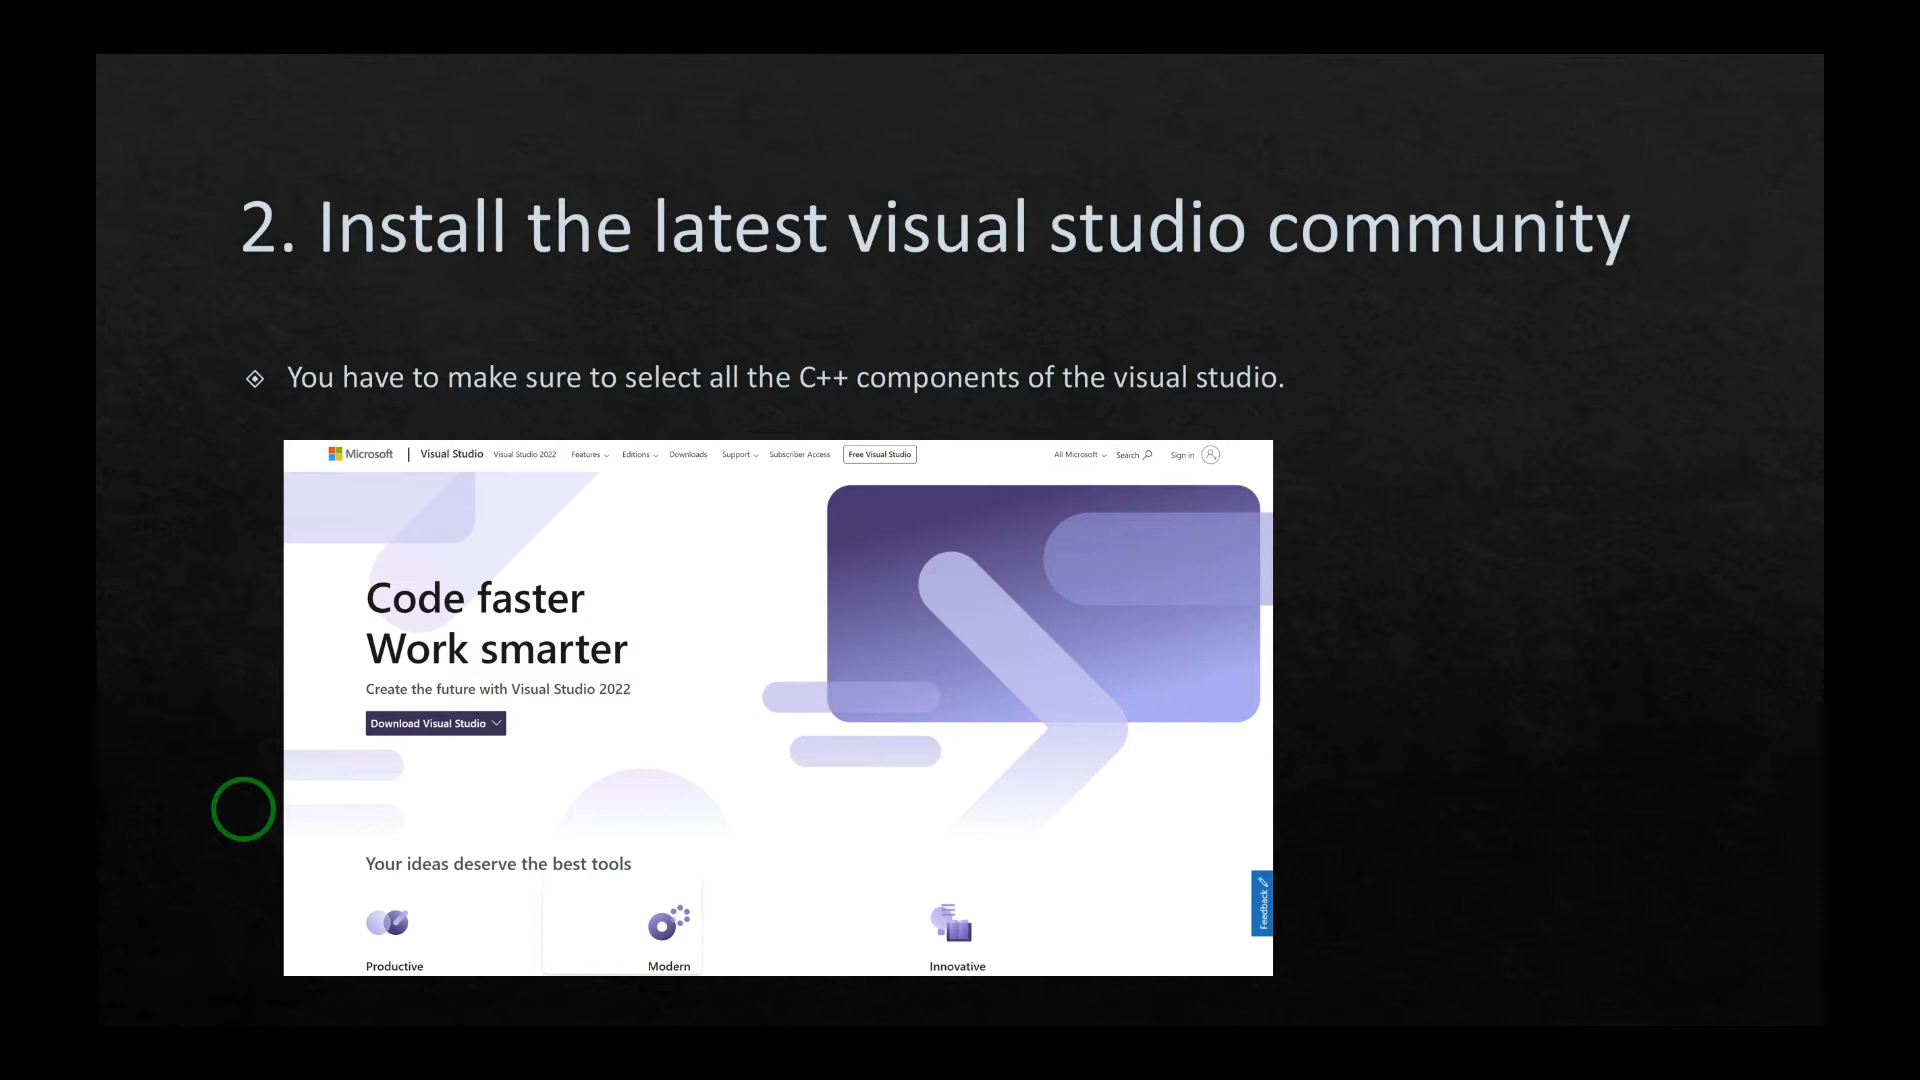 2. Install the latest visual studio community
You have to make sure to select all the C++ components of the visual studio.
Microsoft | Visual Studio Visual Studio 2022 Features Editions Downloads Support Subscriber Access Free Visual Studio All Microsoft Search Sign in
Code faster
Work smarter
Create the future with Visual Studio 2022
Download Visual Studio
Your ideas deserve the best tools
Feedback
Productive Modern Innovative